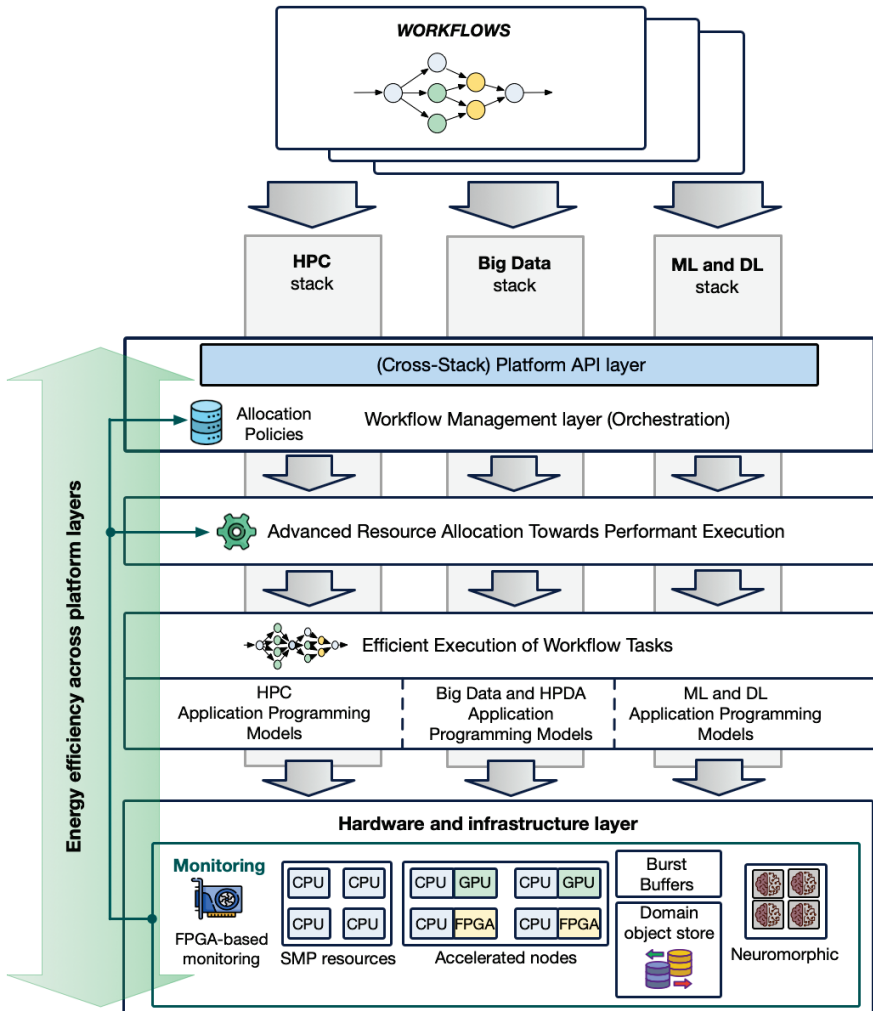 WORKFLOWS
HPC
stack
Big Data
stack
ML and DL
stack
(Cross-Stack) Platform API layer
Allocation
Policies
Workflow Management layer (Orchestration)
Advanced Resource Allocation Towards Performant Execution
Efficient Execution of Workflow Tasks
HPC
Application Programming
Models
Big Data and HPDA
Application
Programming Models
ML and DL
Application Programming
Models
Energy efficiency across platform layers
Hardware and infrastructure layer
Monitoring
FPGA-based
monitoring
CPU CPU
CPU CPU
SMP resources
CPU GPU CPU GPU
CPU FPGA CPU FPGA
Accelerated nodes
Burst
Buffers
Domain
object store
Neuromorphic